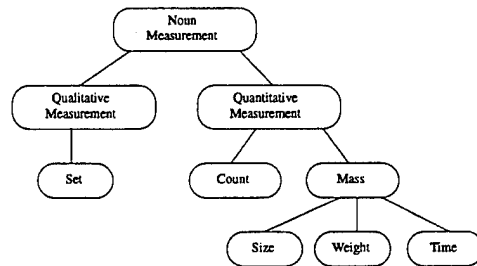 Noun
Measurement
Qualitative
Measurement
Quantitative
Measurement
Set
Count
Mass
Size
Weight
Time